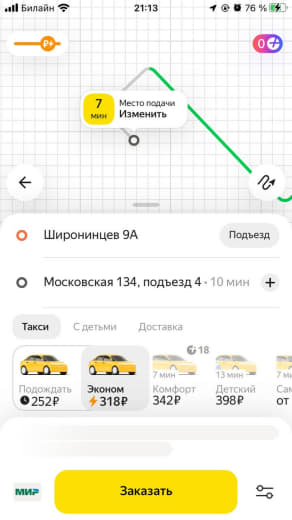 Билайн 21:13 76 %
₽+
0
7 мин
Место подачи
Изменить
Широнинцев 9А
Подъезд
Московская 134, подъезд 4 · 10 мин
+
Такси С детьми Доставка
18
7 мин 13 мин 7 ми
Подождать Эконом Комфорт Детский Сам
252₽ 318₽ 342₽ 398₽ от
МИР
Заказать